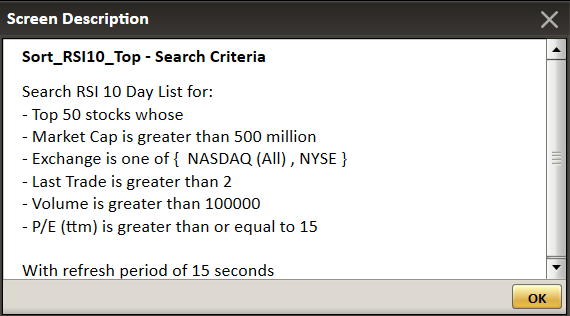 Screen Description
Sort_RSI10_Top - Search Criteria
Search RSI 10 Day List for:
- Top 50 stocks whose
- Market Cap is greater than 500 million
- Exchange is one of {  NASDAQ (All) , NYSE }
- Last Trade is greater than 2
- Volume is greater than 100000
- P/E (ttm) is greater than or equal to 15
With refresh period of 15 seconds
OK